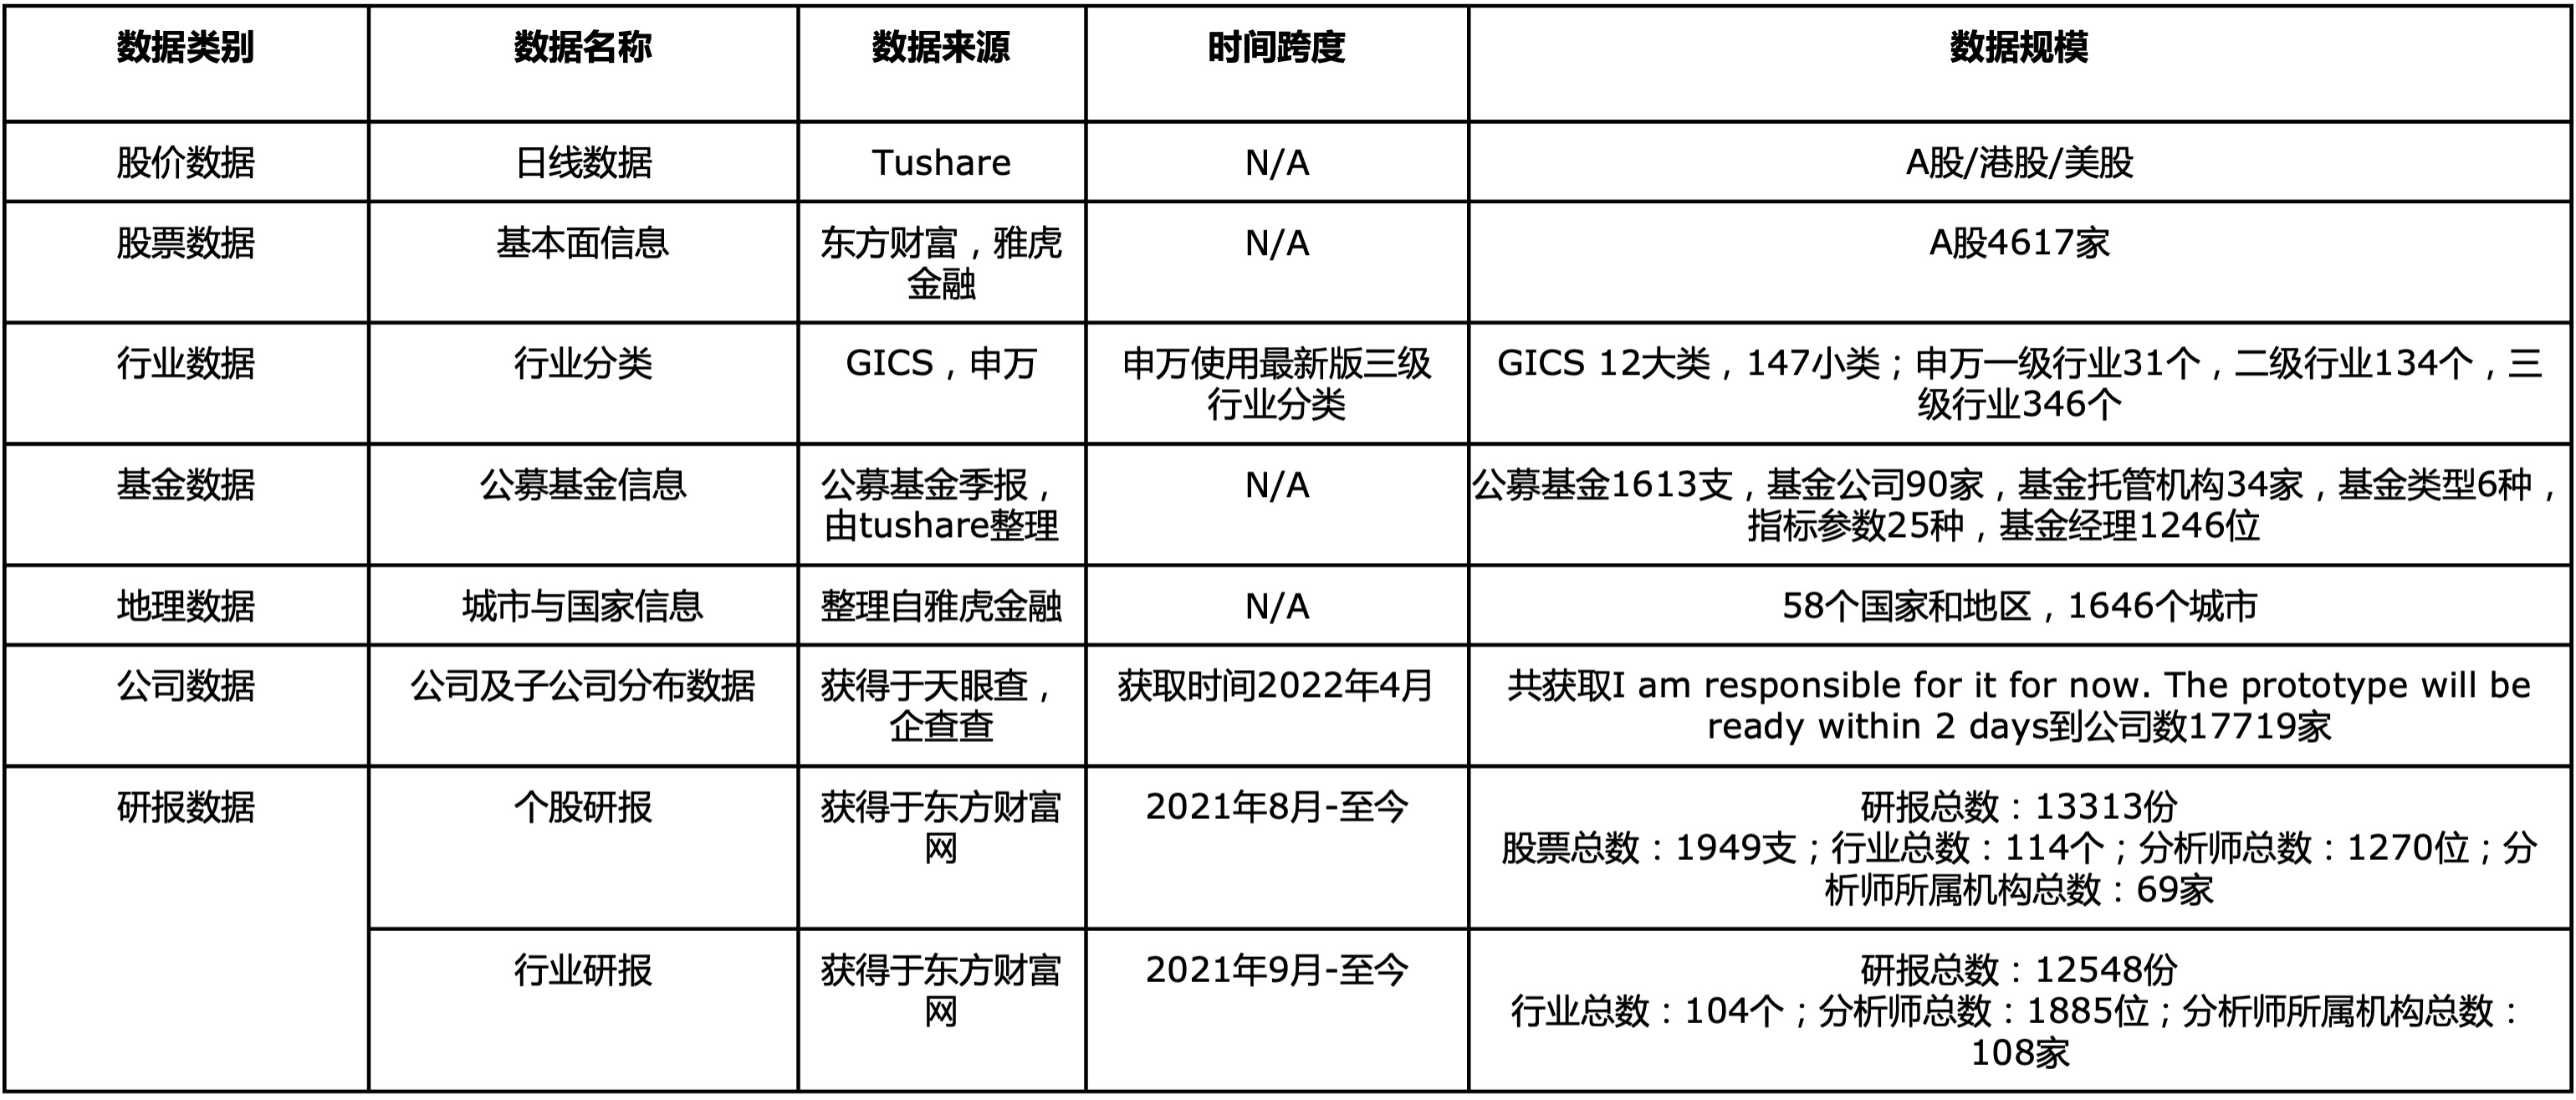 数据类别
数据名称
数据来源
时间跨度
数据规模
股价数据
日线数据
Tushare
N/A
A股/港股/美股
股票数据
基本面信息
东方财富，雅虎
金融
N/A
A股4617家
行业数据
行业分类
GICS，申万
申万使用最新版三级
行业分类
GICS 12大类，147小类；申万一级行业31个，二级行业134个，三
级行业346个
基金数据
公募基金信息
公募基金季报，
由tushare整理
N/A
公募基金1613支，基金公司90家，基金托管机构34家，基金类型6种，
指标参数25种，基金经理1246位
地理数据
城市与国家信息
整理自雅虎金融
N/A
58个国家和地区，1646个城市
公司数据
公司及子公司分布数据
获得于天眼查，
企查查
获取时间2022年4月
共获取I am responsible for it for now. The prototype will be
ready within 2 days到公司数17719家
研报数据
个股研报
获得于东方财富
网
2021年8月-至今
研报总数：13313份
股票总数：1949支；行业总数：114个；分析师总数：1270位；分
析师所属机构总数：69家
行业研报
获得于东方财富
网
2021年9月-至今
研报总数：12548份
行业总数：104个；分析师总数：1885位；分析师所属机构总数：
108家